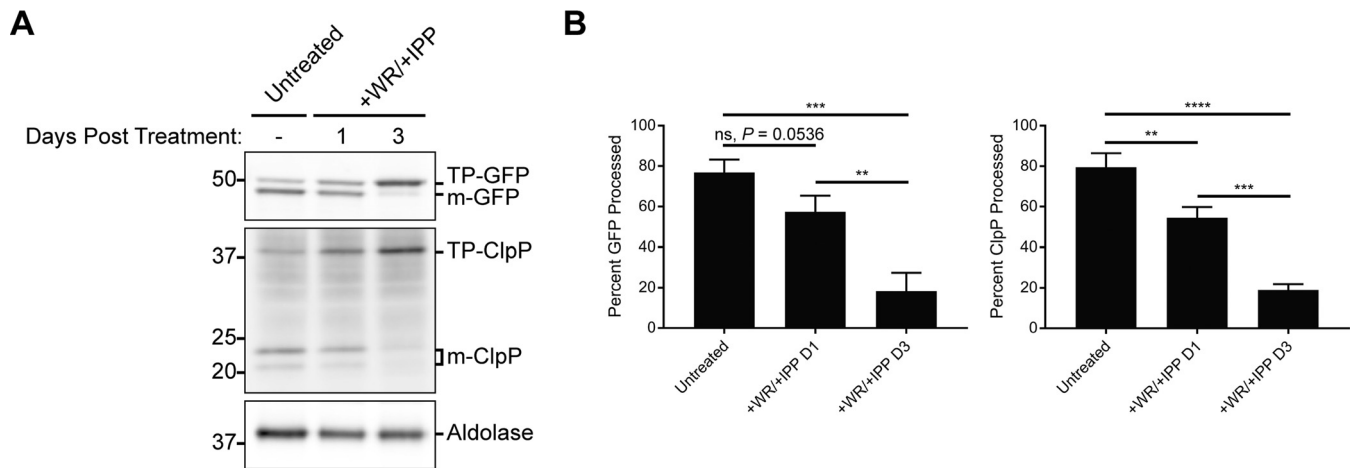 A
Untreated
+WR/+IPP
Days Post Treatment: - 1 3
50
TP-GFP
m-GFP
37
TP-ClpP
25
20
m-ClpP
37
Aldolase
B
***
ns, P = 0.0536
**
100
80
60
40
20
0
Percent GFP Processed
Untreated
+WR/+IPP D1
+WR/+IPP D3
****
**
***
100
80
60
40
20
0
Percent ClpP Processed
Untreated
+WR/+IPP D1
+WR/+IPP D3